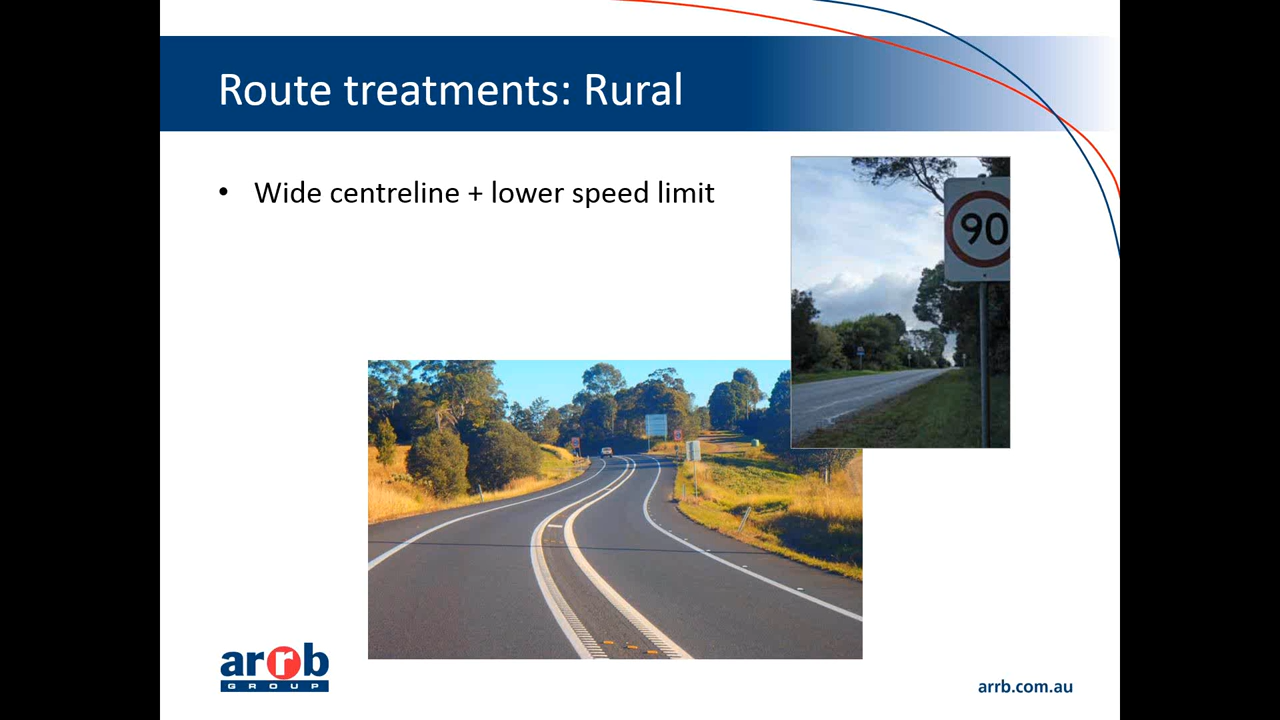 Route treatments: Rural
• Wide centreline + lower speed limit
90
arrb
GROUP
arrb.com.au